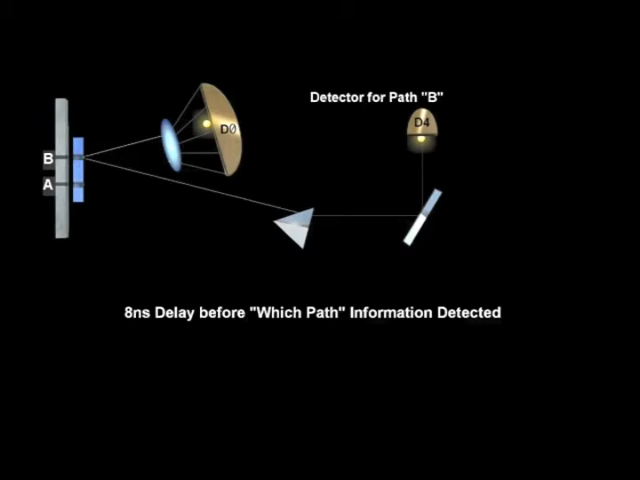 Detector for Path "B"
D4
D0
B
A
8ns Delay before "Which Path" Information Detected